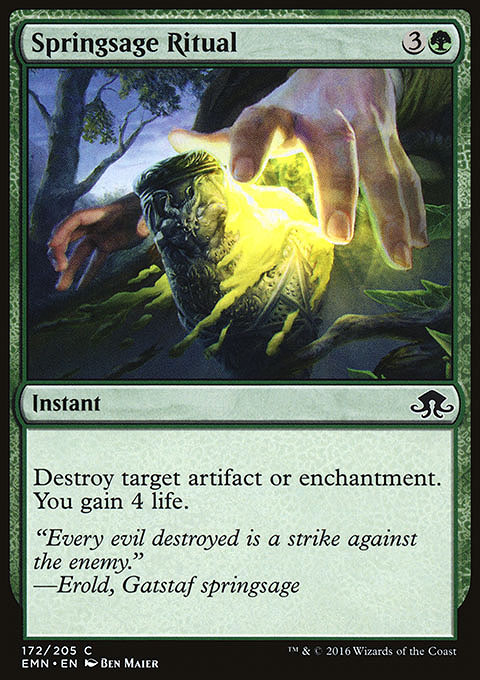 Springsage Ritual 3
Instant
Destroy target artifact or enchantment.
You gain 4 life.
“Every evil destroyed is a strike against
the enemy.”
—Erold, Gatstaf springsage
172/205 C
EMN • EN Ben Maier
™ & © 2016 Wizards of the Coast